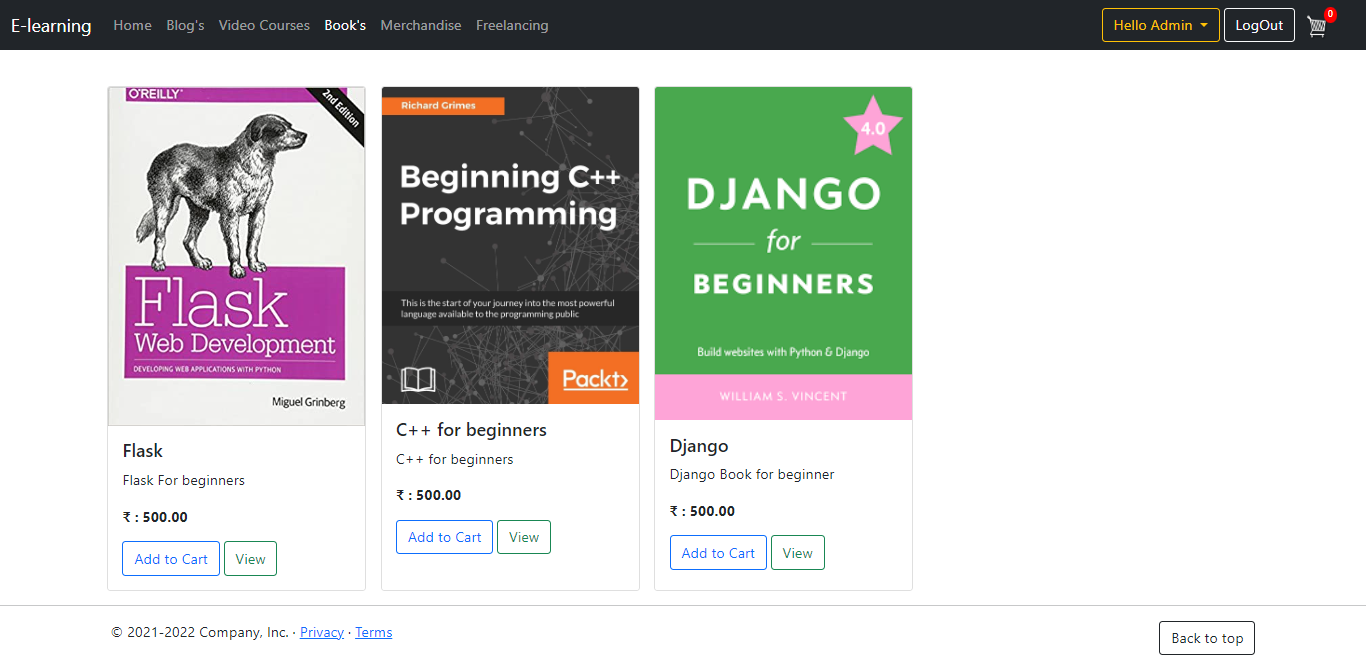 E-learning Home Blog's Video Courses Book's Merchandise Freelancing Hello Admin LogOut 0
O'REILLY®
2nd Edition
Flask
Web Development
DEVELOPING WEB APPLICATIONS WITH PYTHON
Miguel Grinberg
Flask
Flask For beginners
₹ : 500.00
Add to Cart View
Richard Grimes
Beginning C++
Programming
This is the start of your journey into the most powerful
language available to the programming public
Packt>
C++ for beginners
C++ for beginners
₹ : 500.00
Add to Cart View
4.0
DJANGO
for
BEGINNERS
Build websites with Python & Django
WILLIAM S. VINCENT
Django
Django Book for beginner
₹ : 500.00
Add to Cart View
© 2021-2022 Company, Inc. · Privacy · Terms
Back to top